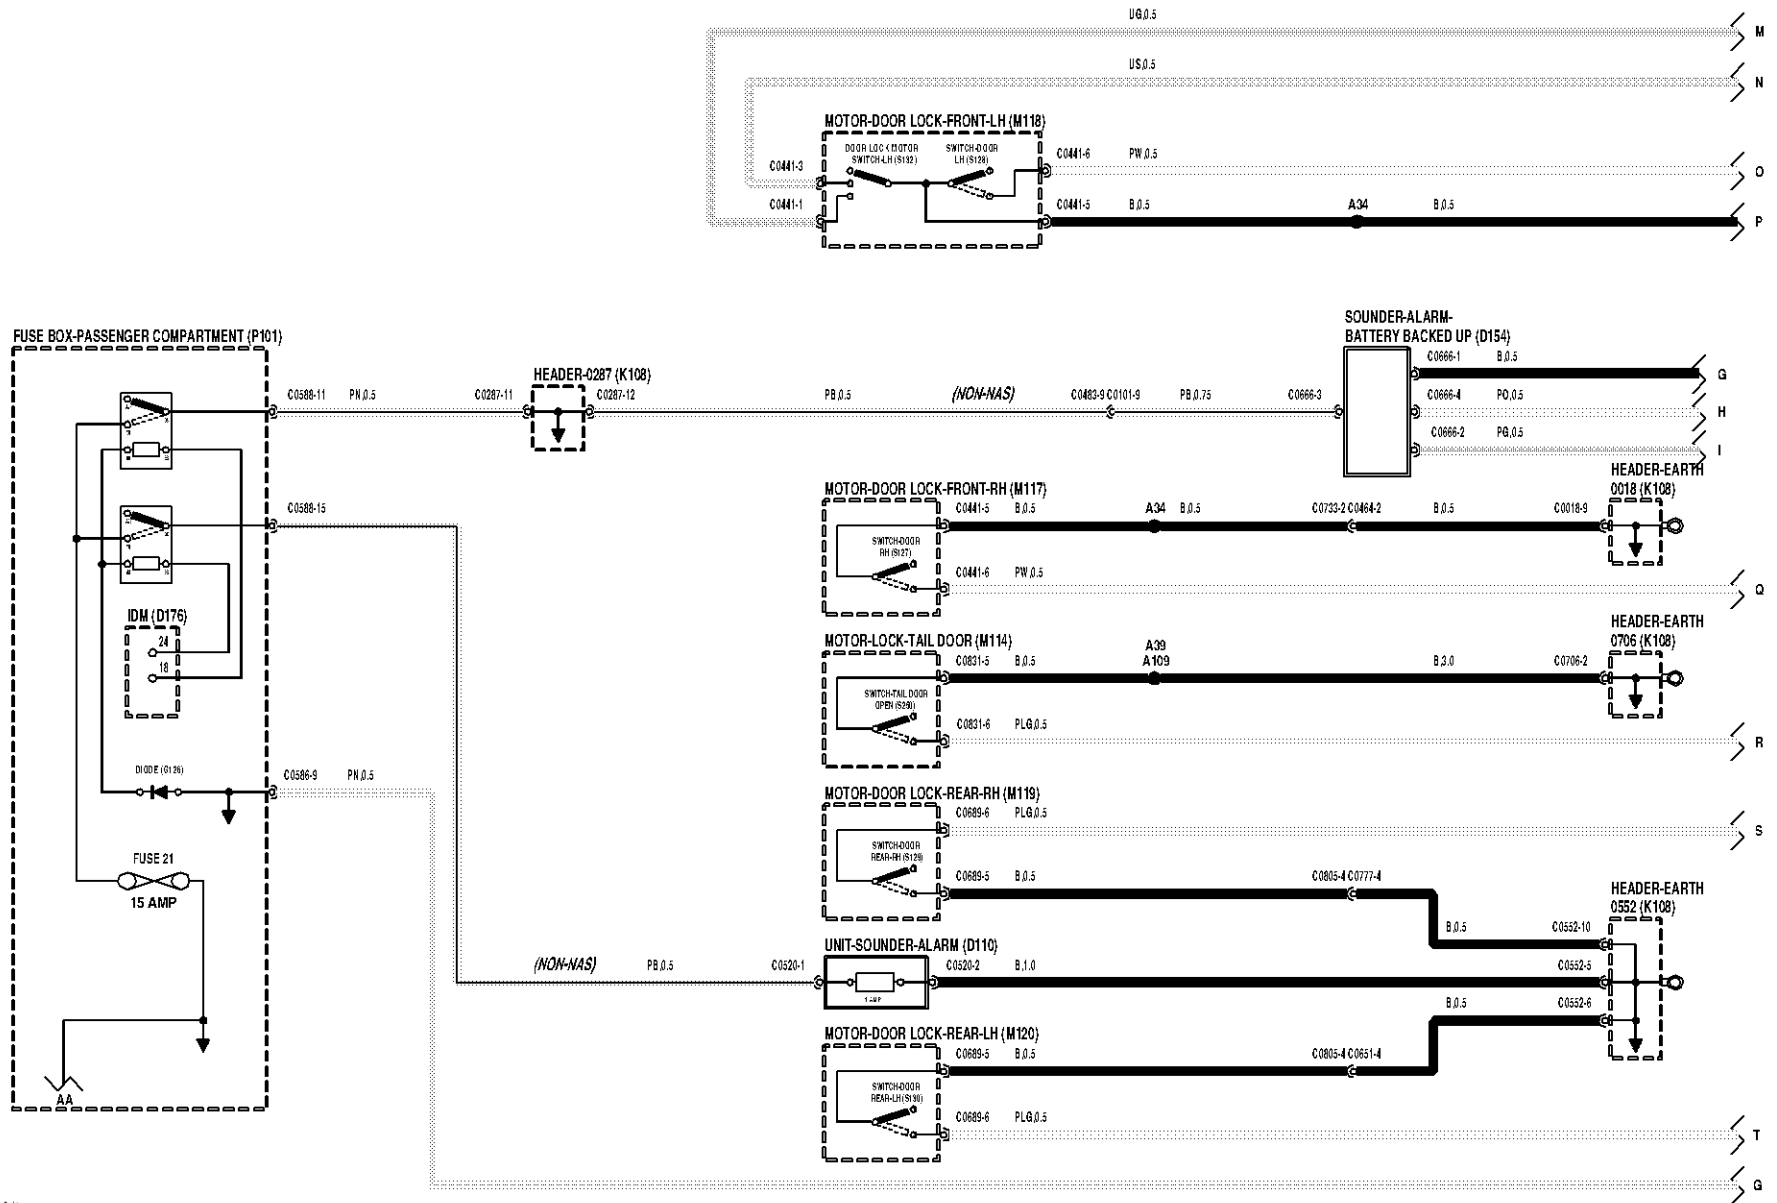 UG,0.5
M
US,0.5
N
MOTOR-DOOR LOCK-FRONT-LH (M118)
DOOR LOCK MOTOR
SWITCH-LH (S132)
SWITCH-DOOR
LH (S128)
C0441-3
C0441-6 PW,0.5
O
C0441-1
C0441-5 B,0.5 A34 B,0.5
P
FUSE BOX-PASSENGER COMPARTMENT (P101)
SOUNDER-ALARM-
BATTERY BACKED UP (D154)
C0666-1 B,0.5
G
HEADER-0287 (K108)
C0588-11 PN,0.5 C0287-11 C0287-12 PB,0.5 (NON-NAS) C0483-9 C0101-9 PB,0.75 C0666-3
C0666-4 PO,0.5
H
C0666-2 PG,0.5
I
HEADER-EARTH
0018 (K108)
MOTOR-DOOR LOCK-FRONT-RH (M117)
C0588-15
C0441-5 B,0.5 A34 B,0.5 C0733-2 C0464-2 B,0.5 C0018-9
SWITCH-DOOR
RH (S127)
C0441-6 PW,0.5
Q
IDM (D176)
24
18
HEADER-EARTH
0706 (K108)
MOTOR-LOCK-TAIL DOOR (M114)
A39
A109
C0831-5 B,0.5 B,3.0 C0706-2
SWITCH-TAIL DOOR
OPEN (S260)
C0831-6 PLG,0.5
R
DIODE (G126)
C0586-9 PN,0.5
MOTOR-DOOR LOCK-REAR-RH (M119)
C0689-6 PLG,0.5
S
SWITCH-DOOR
REAR-RH (S129)
C0689-5 B,0.5 C0805-4 C0777-4
FUSE 21
15 AMP
HEADER-EARTH
0552 (K108)
B,0.5 C0552-10
UNIT-SOUNDER-ALARM (D110)
(NON-NAS) PB,0.5 C0520-1 C0520-2 B,1.0 C0552-5
B,0.5 C0552-6
MOTOR-DOOR LOCK-REAR-LH (M120)
C0689-5 B,0.5 C0805-4 C0651-4
SWITCH-DOOR
REAR-LH (S130)
C0689-6 PLG,0.5
T
AA
G